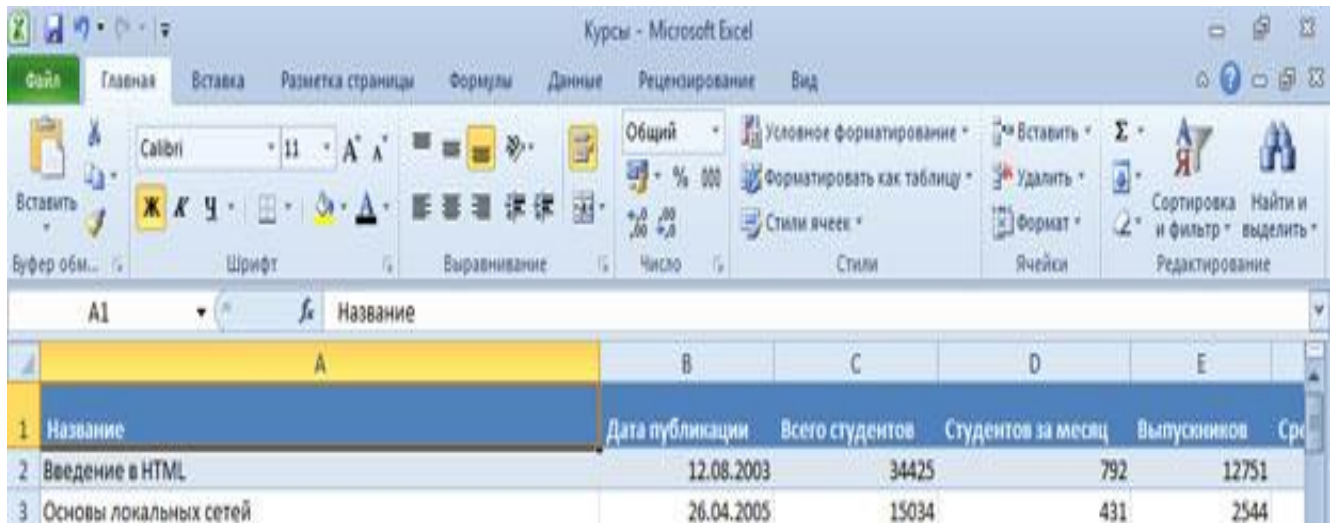 Курсы - Microsoft Excel
Файл Главная Вставка Разметка страницы Формулы Данные Рецензирование Вид
Calibri 11 Общий Условное форматирование Вставить Σ
% 000 Форматировать как таблицу Удалить
Вставить Ж К Ч Стили ячеек Формат Сортировка и фильтр Найти и выделить
Буфер обм... Шрифт Выравнивание Число Стили Ячейки Редактирование
A1 fx Название
A B C D E
1 Название Дата публикации Всего студентов Студентов за месяц Выпускников Сре
2 Введение в HTML 12.08.2003 34425 792 12751
3 Основы локальных сетей 26.04.2005 15034 431 2544